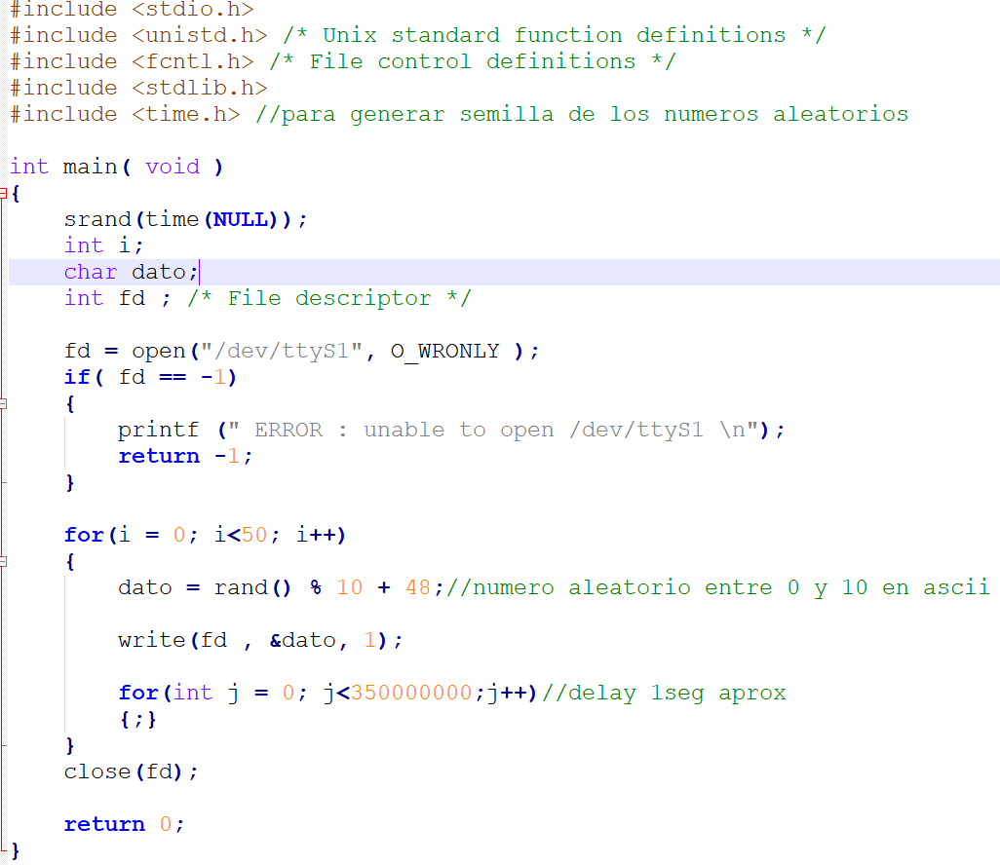 #include <stdio.h>
#include <unistd.h> /* Unix standard function definitions */
#include <fcntl.h> /* File control definitions */
#include <stdlib.h>
#include <time.h> //para generar semilla de los numeros aleatorios
int main( void )
{
    srand(time(NULL));
    int i;
    char dato;
    int fd ; /* File descriptor */
    fd = open("/dev/ttyS1", O_WRONLY );
    if( fd == -1)
    {
        printf (" ERROR : unable to open /dev/ttyS1 \n");
        return -1;
    }
    for(i = 0; i<50; i++)
    {
        dato = rand() % 10 + 48;//numero aleatorio entre 0 y 10 en ascii
        write(fd , &dato, 1);
        for(int j = 0; j<350000000;j++)//delay 1seg aprox
        {;}
    }
    close(fd);
    return 0;
}